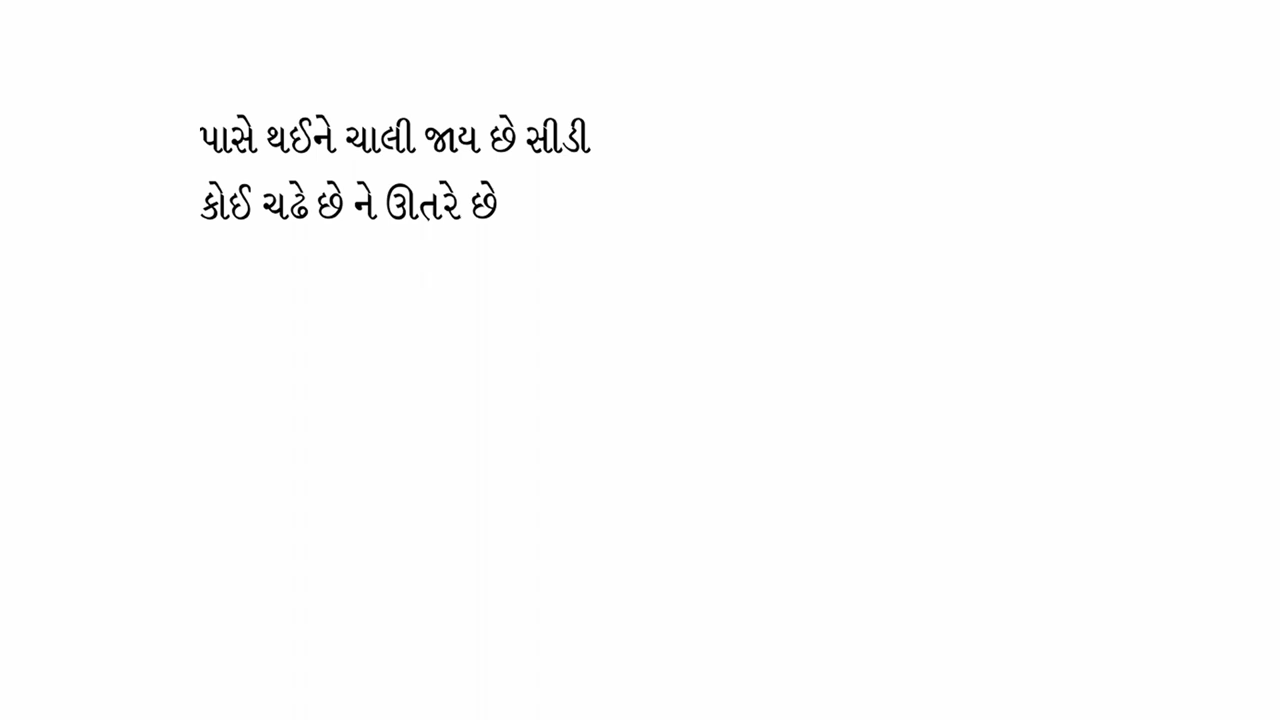 પાસે થઈને ચાલી જાય છે સીડી
કોઈ ચઢે છે ને ઊતરે છે